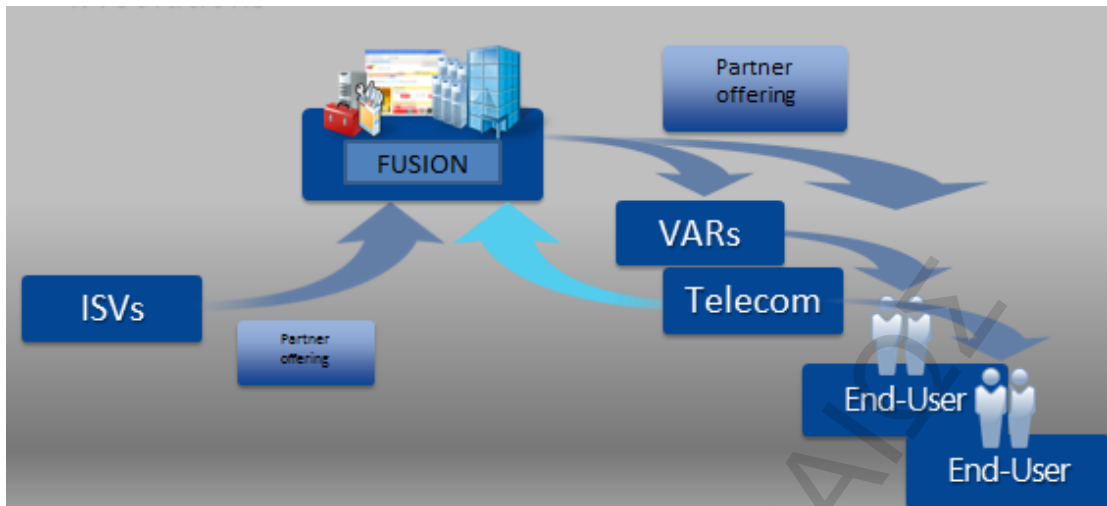 Partner
offering
FUSION
VARs
Telecom
ISVs
Partner
offering
End-User
End-User